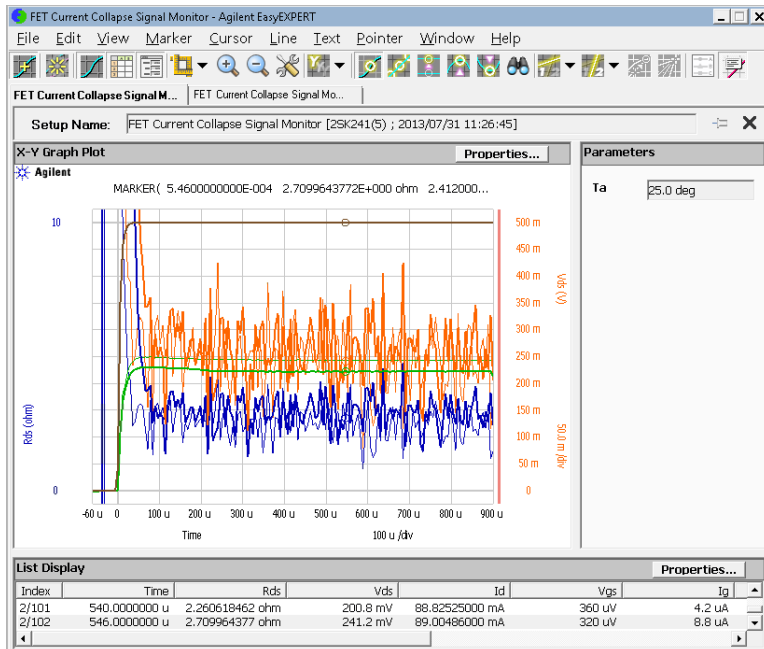 FET Current Collapse Signal Monitor - Agilent EasyEXPERT
File Edit View Marker Cursor Line Text Pointer Window Help
FET Current Collapse Signal M... FET Current Collapse Signal Mo...
Setup Name: FET Current Collapse Signal Monitor [2SK241(5) ; 2013/07/31 11:26:45]
X-Y Graph Plot Properties... Parameters
Agilent
MARKER( 5.4600000000E-004 2.7099643772E+000 ohm 2.412000...
Ta 25.0 deg
10
0
Rds (ohm)
500 m
450 m
400 m
350 m
300 m
250 m
200 m
150 m
100 m
50 m
0
Vds (V)
50.0 m /div
-60 u 0 100 u 200 u 300 u 400 u 500 u 600 u 700 u 800 u 900 u
Time 100 u /div
List Display Properties...
Index Time Rds Vds Id Vgs Ig
2/101 540.0000000 u 2.260618462 ohm 200.8 mV 88.82525000 mA 360 uV 4.2 uA
2/102 546.0000000 u 2.709964377 ohm 241.2 mV 89.00486000 mA 320 uV 8.8 uA